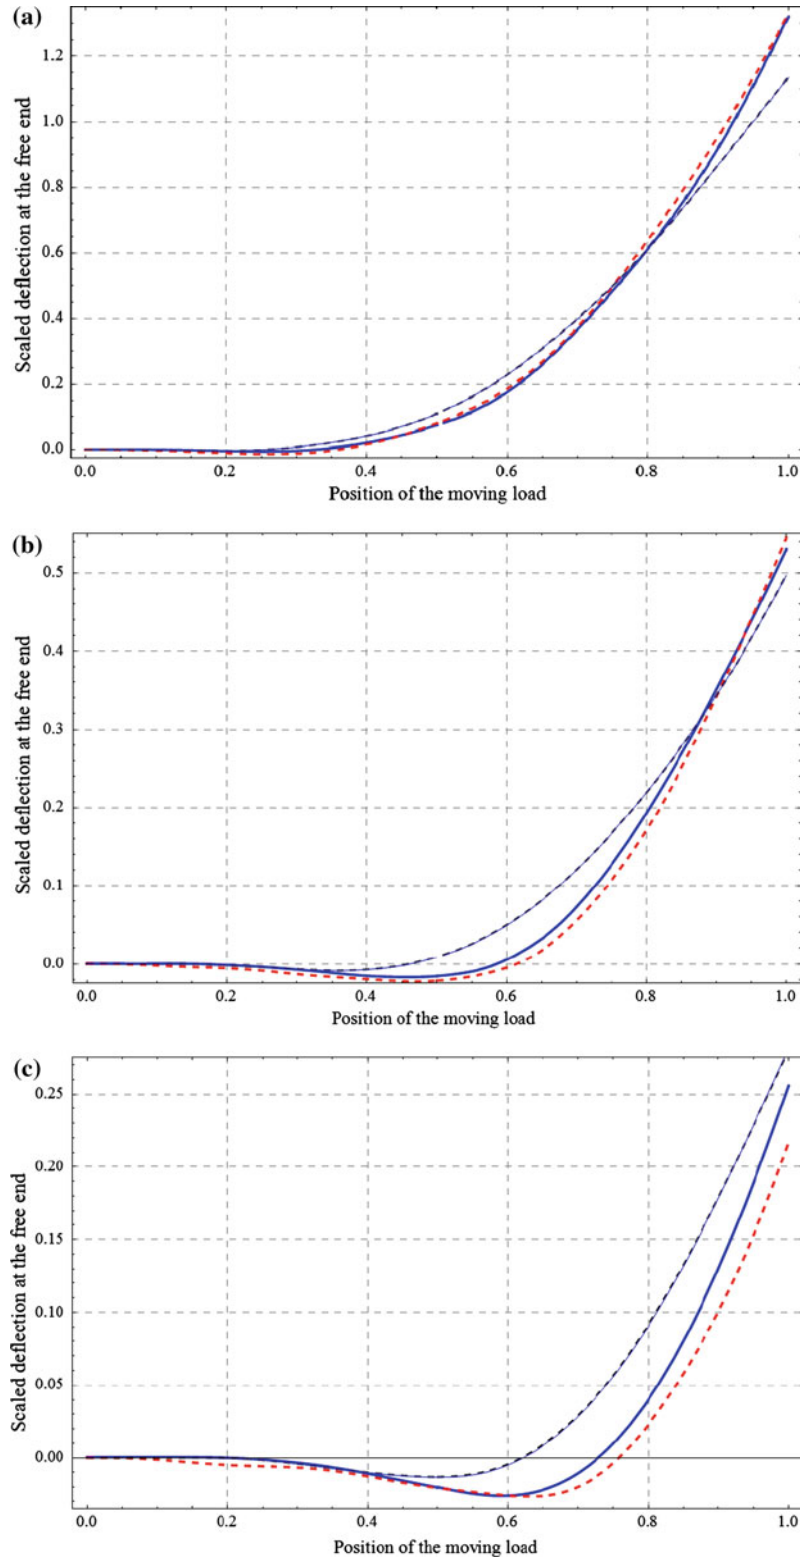 (a)
Scaled deflection at the free end
1.2
1.0
0.8
0.6
0.4
0.2
0.0
0.0 0.2 0.4 0.6 0.8 1.0
Position of the moving load
(b)
Scaled deflection at the free end
0.5
0.4
0.3
0.2
0.1
0.0
0.0 0.2 0.4 0.6 0.8 1.0
Position of the moving load
(c)
Scaled deflection at the free end
0.25
0.20
0.15
0.10
0.05
0.00
0.0 0.2 0.4 0.6 0.8 1.0
Position of the moving load